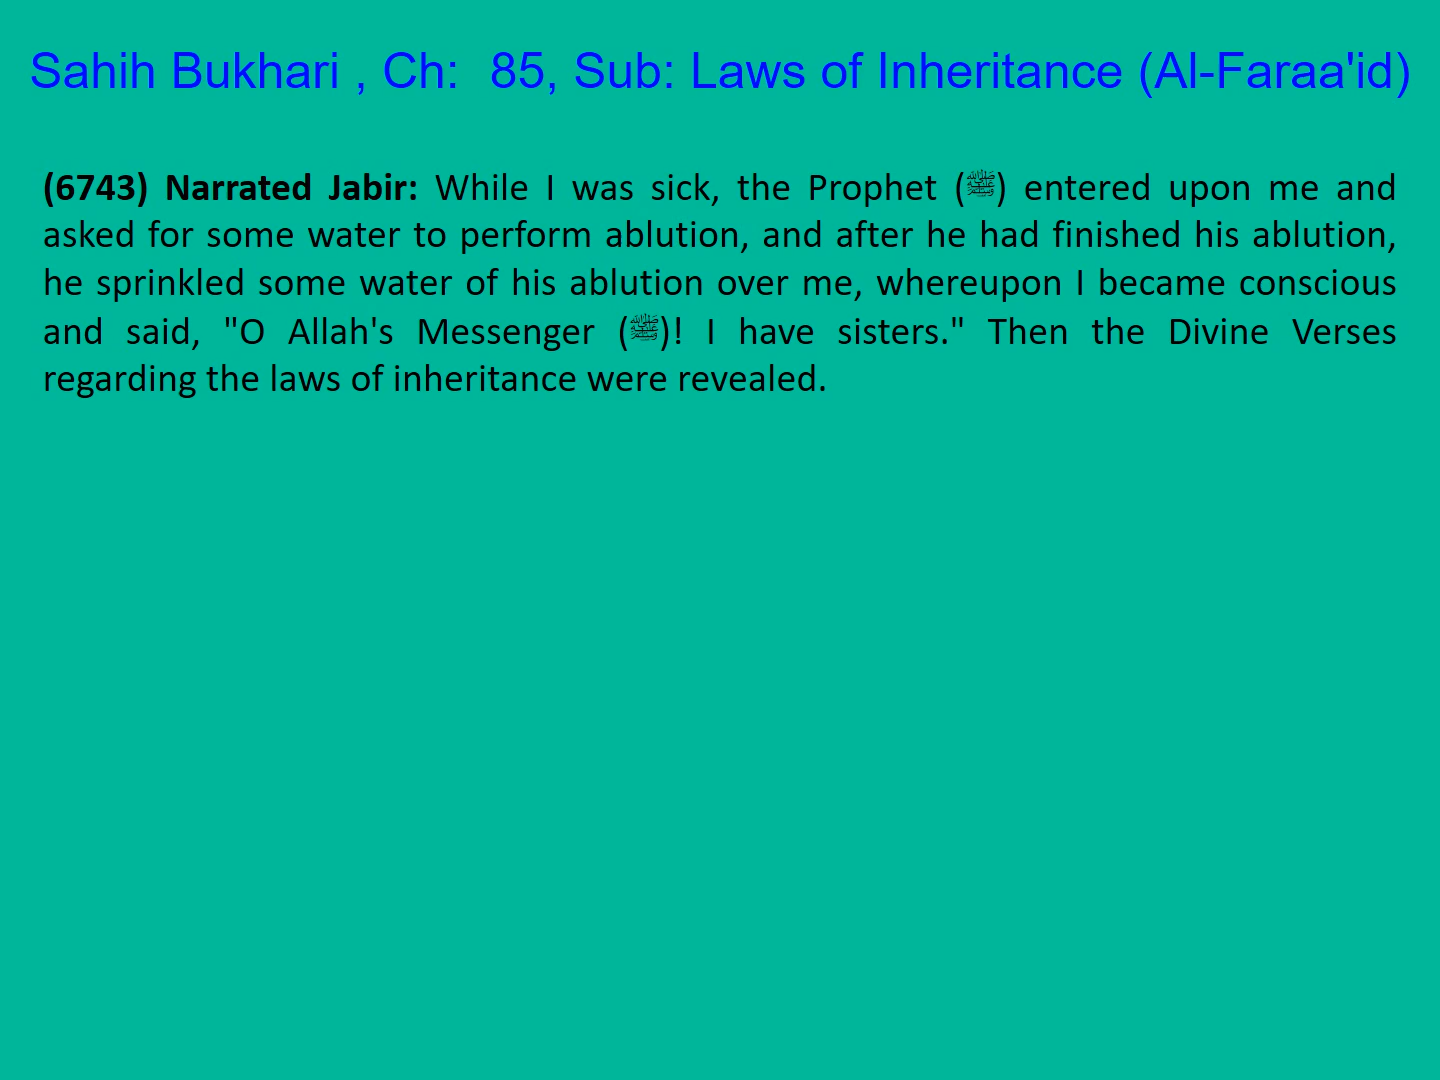 Sahih Bukhari , Ch:  85, Sub: Laws of Inheritance (Al-Faraa'id)
(6743) Narrated Jabir: While I was sick, the Prophet (ﷺ) entered upon me and
asked for some water to perform ablution, and after he had finished his ablution,
he sprinkled some water of his ablution over me, whereupon I became conscious
and said, "O Allah's Messenger (ﷺ)! I have sisters." Then the Divine Verses
regarding the laws of inheritance were revealed.